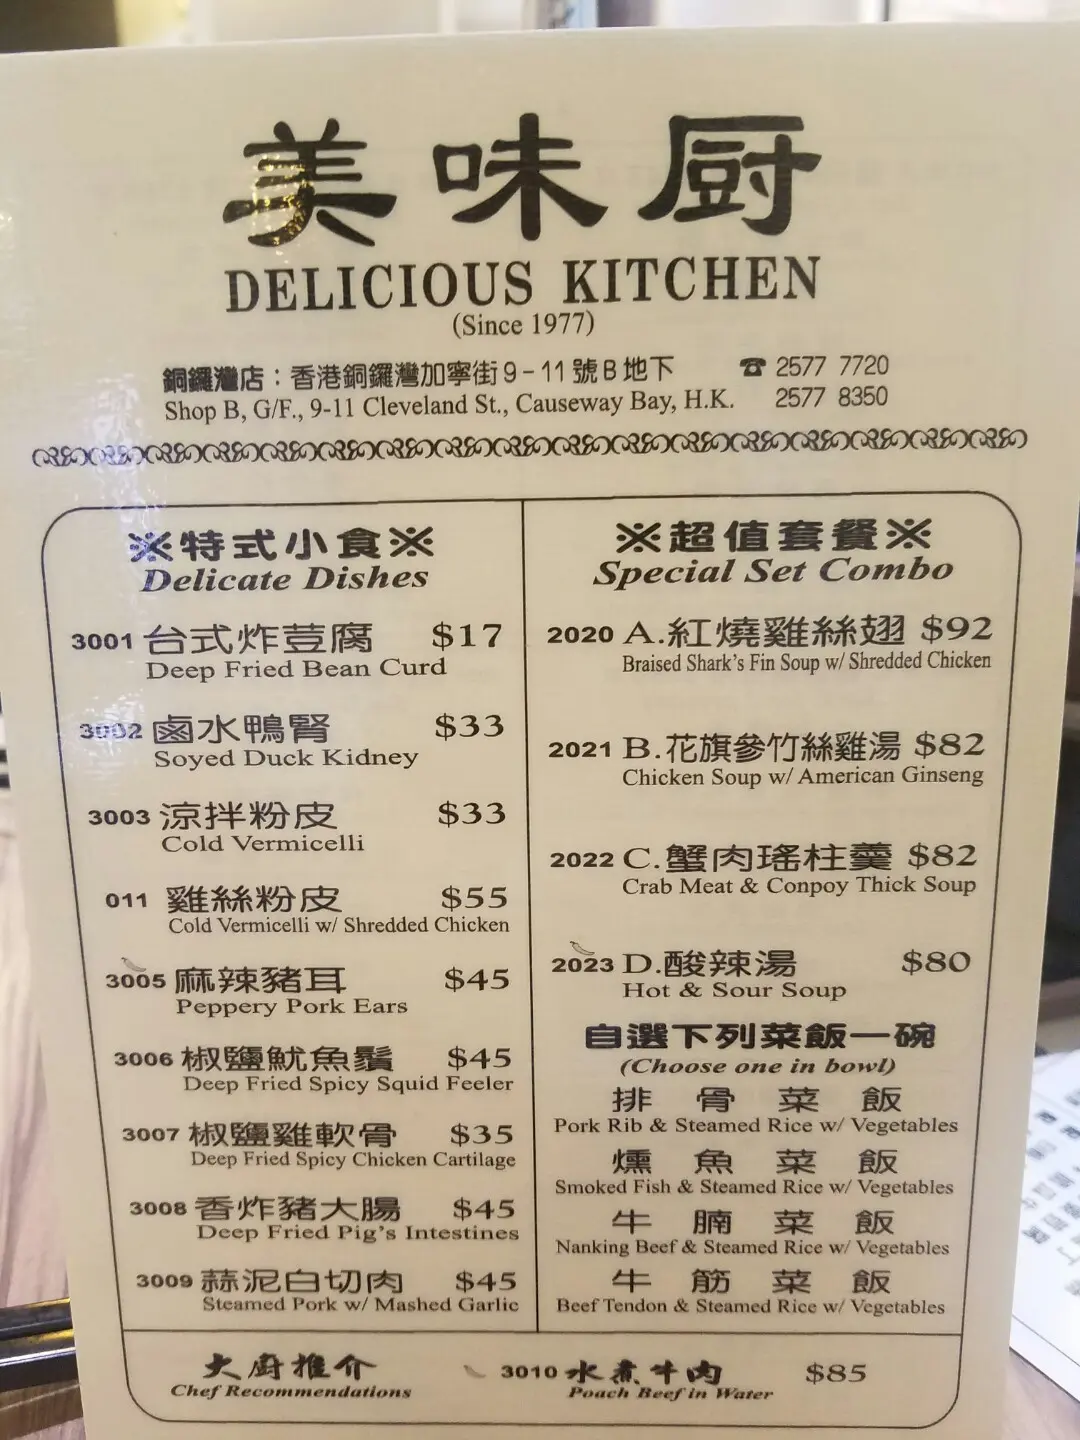 美味厨
DELICIOUS KITCHEN
(Since 1977)
銅鑼灣店：香港銅鑼灣加寧街9-11號B地下 ☎ 2577 7720
Shop B, G/F., 9-11 Cleveland St., Causeway Bay, H.K. 2577 8350
※特式小食※
Delicate Dishes
3001 台式炸荳腐 $17
Deep Fried Bean Curd
3002 鹵水鴨腎 $33
Soyed Duck Kidney
3003 涼拌粉皮 $33
Cold Vermicelli
011 雞絲粉皮 $55
Cold Vermicelli w/ Shredded Chicken
3005 麻辣豬耳 $45
Peppery Pork Ears
3006 椒鹽魷魚鬚 $45
Deep Fried Spicy Squid Feeler
3007 椒鹽雞軟骨 $35
Deep Fried Spicy Chicken Cartilage
3008 香炸豬大腸 $45
Deep Fried Pig's Intestines
3009 蒜泥白切肉 $45
Steamed Pork w/ Mashed Garlic
※超值套餐※
Special Set Combo
2020 A.紅燒雞絲翅 $92
Braised Shark's Fin Soup w/ Shredded Chicken
2021 B.花旗參竹絲雞湯 $82
Chicken Soup w/ American Ginseng
2022 C.蟹肉瑤柱羹 $82
Crab Meat & Conpoy Thick Soup
2023 D.酸辣湯 $80
Hot & Sour Soup
自選下列菜飯一碗
(Choose one in bowl)
排骨菜飯
Pork Rib & Steamed Rice w/ Vegetables
燻魚菜飯
Smoked Fish & Steamed Rice w/ Vegetables
牛腩菜飯
Nanking Beef & Steamed Rice w/ Vegetables
牛筋菜飯
Beef Tendon & Steamed Rice w/ Vegetables
大廚推介 3010 水煮牛肉 $85
Chef Recommendations Poach Beef in Water